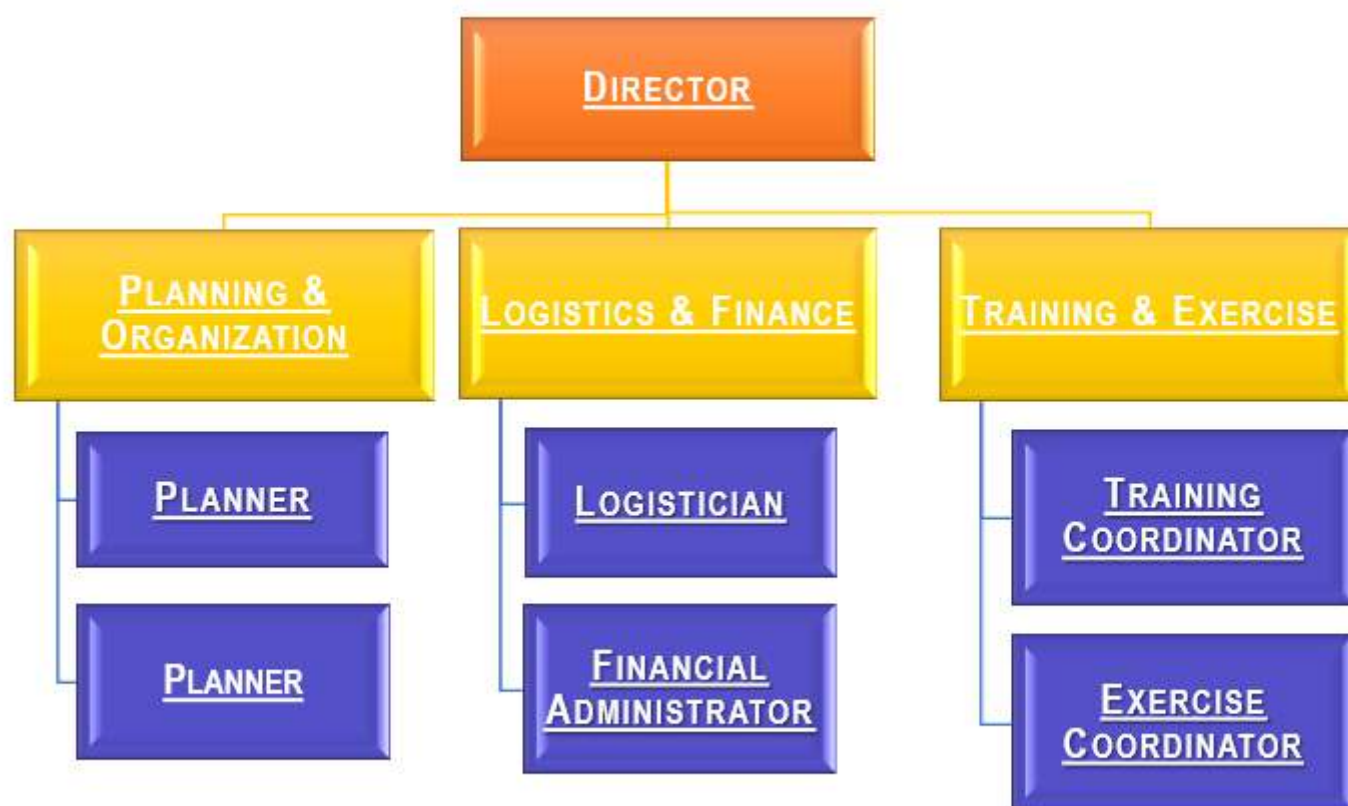 DIRECTOR
PLANNING &
ORGANIZATION
LOGISTICS & FINANCE
TRAINING & EXERCISE
PLANNER
PLANNER
LOGISTICIAN
FINANCIAL
ADMINISTRATOR
TRAINING
COORDINATOR
EXERCISE
COORDINATOR